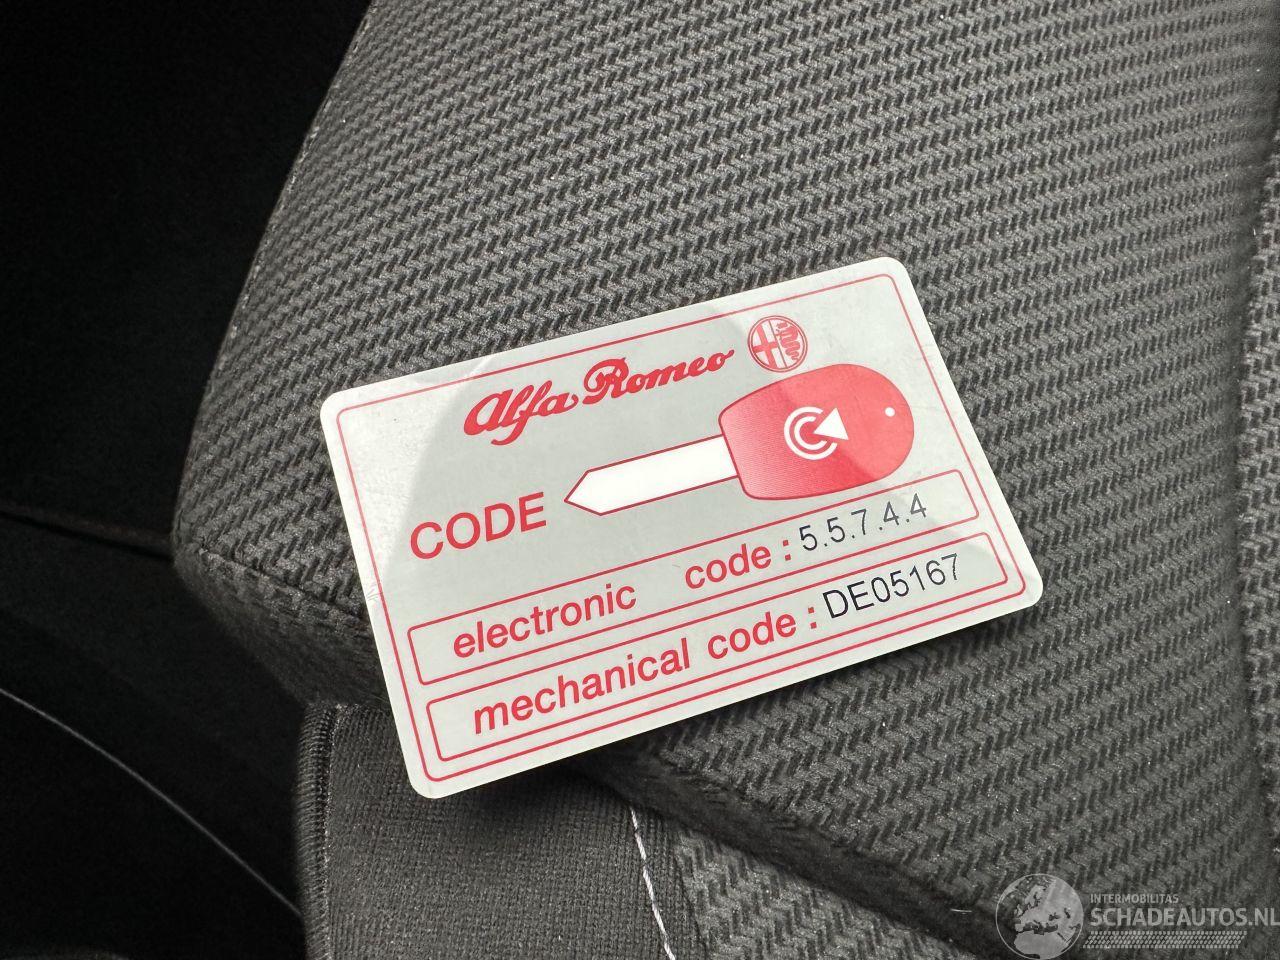 Alfa Romeo
CODE
electronic code : 5.5.7.4.4
mechanical code : DE05167
INTERMOBILITAS
SCHADEAUTOS.NL